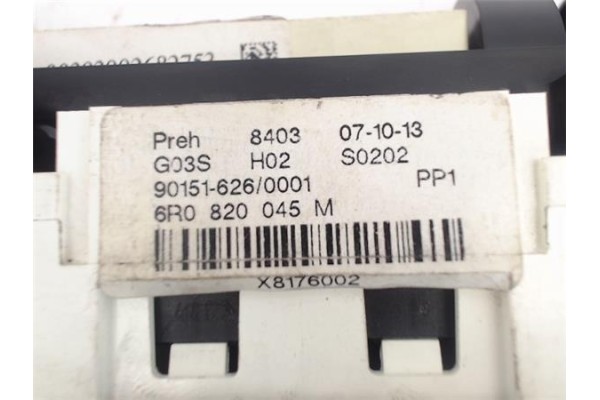 Preh 8403 07-10-13
G03S H02 S0202
90151-626/0001 PP1
6R0 820 045 M
X8176002